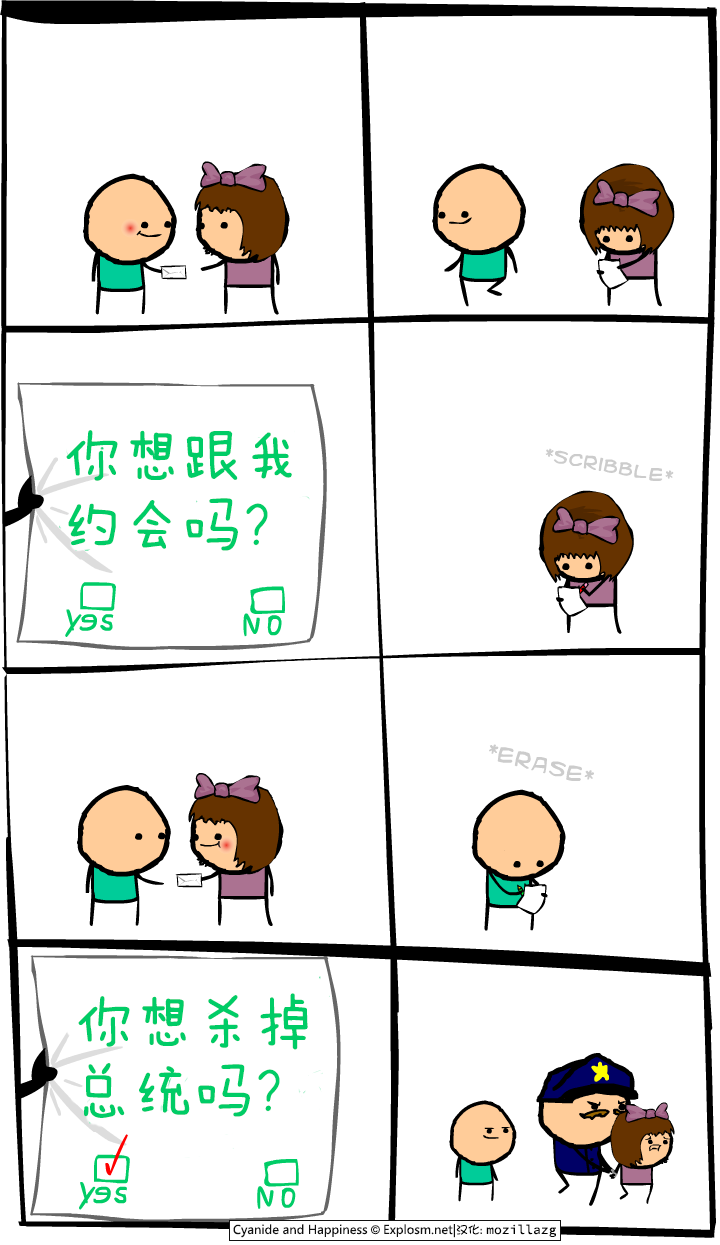 你想跟我
约会吗?
yes
NO
*SCRIBBLE*
*ERASE*
你想杀掉
总统吗?
yes
NO
Cyanide and Happiness © Explosm.net|汉化: mozillazg